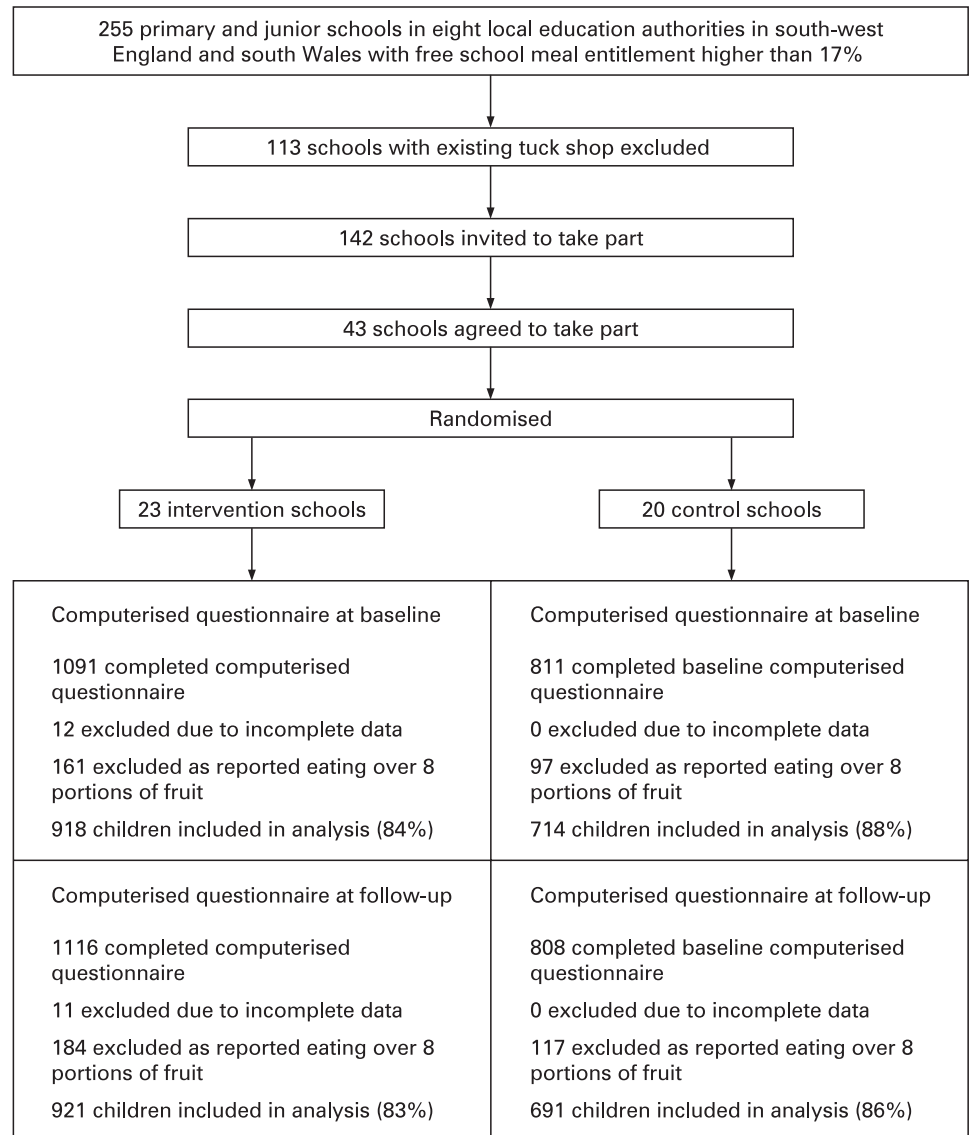 255 primary and junior schools in eight local education authorities in south-west
England and south Wales with free school meal entitlement higher than 17%
113 schools with existing tuck shop excluded
142 schools invited to take part
43 schools agreed to take part
Randomised
23 intervention schools
20 control schools
Computerised questionnaire at baseline
1091 completed computerised
questionnaire
12 excluded due to incomplete data
161 excluded as reported eating over 8
portions of fruit
918 children included in analysis (84%)
Computerised questionnaire at baseline
811 completed baseline computerised
questionnaire
0 excluded due to incomplete data
97 excluded as reported eating over 8
portions of fruit
714 children included in analysis (88%)
Computerised questionnaire at follow-up
1116 completed computerised
questionnaire
11 excluded due to incomplete data
184 excluded as reported eating over 8
portions of fruit
921 children included in analysis (83%)
Computerised questionnaire at follow-up
808 completed baseline computerised
questionnaire
0 excluded due to incomplete data
117 excluded as reported eating over 8
portions of fruit
691 children included in analysis (86%)